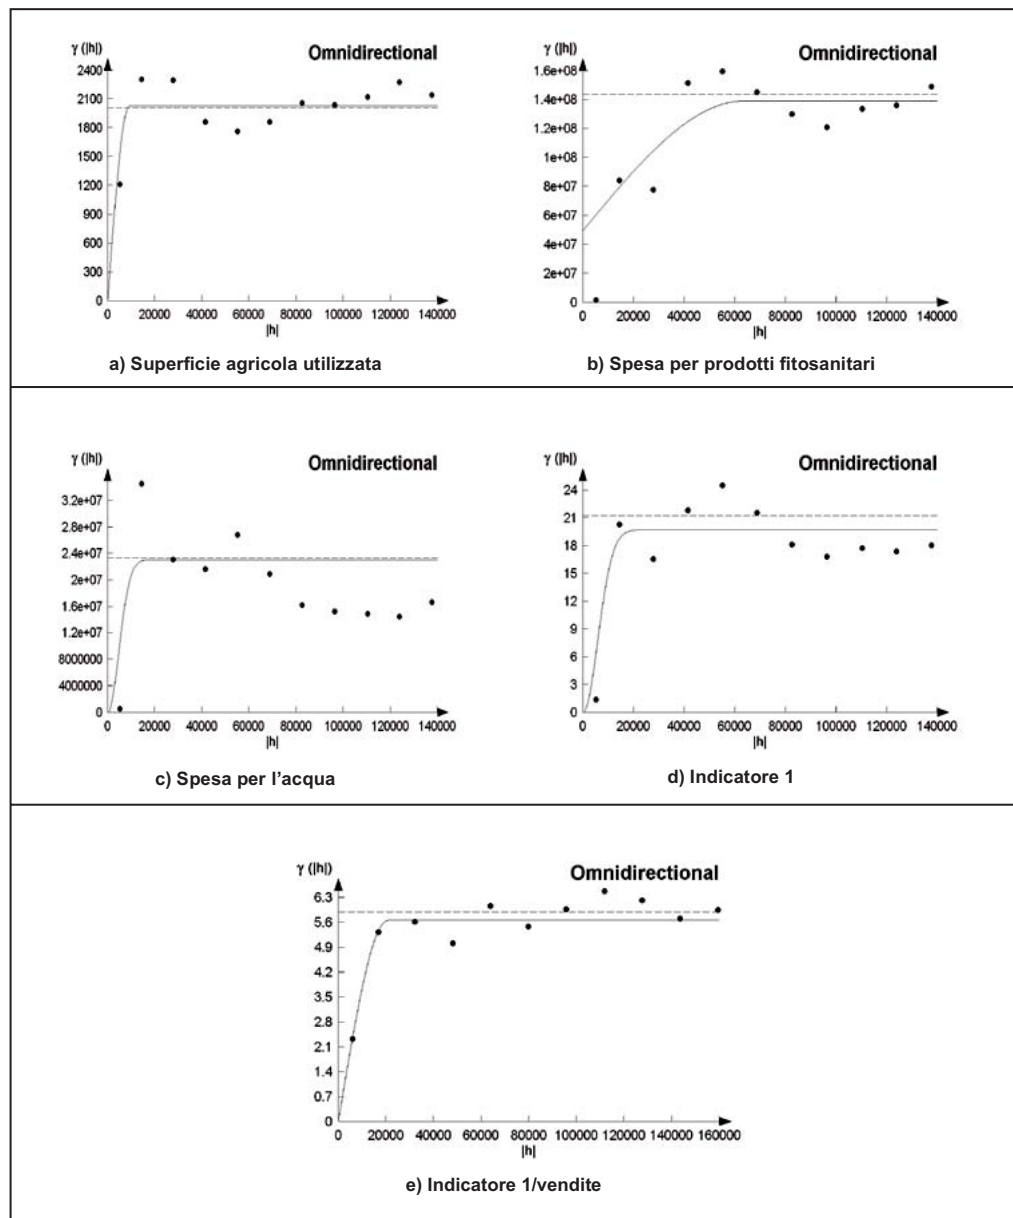 γ (|h|)
Omnidirectional
2400
2100
1800
1500
1200
900
600
300
0
0 20000 40000 60000 80000 100000 120000 140000
|h|
a) Superficie agricola utilizzata
γ (|h|)
Omnidirectional
1.6e+08
1.4e+08
1.2e+08
1e+08
8e+07
6e+07
4e+07
2e+07
0
0 20000 40000 60000 80000 100000 120000 140000
|h|
b) Spesa per prodotti fitosanitari
γ (|h|)
Omnidirectional
3.2e+07
2.8e+07
2.4e+07
2e+07
1.6e+07
1.2e+07
8000000
4000000
0
0 20000 40000 60000 80000 100000 120000 140000
|h|
c) Spesa per l’acqua
γ (|h|)
Omnidirectional
24
21
18
15
12
9
6
3
0
0 20000 40000 60000 80000 100000 120000 140000
|h|
d) Indicatore 1
γ (|h|)
Omnidirectional
6.3
5.6
4.9
4.2
3.5
2.8
2.1
1.4
0.7
0
0 20000 40000 60000 80000 100000 120000 140000 160000
|h|
e) Indicatore 1/vendite